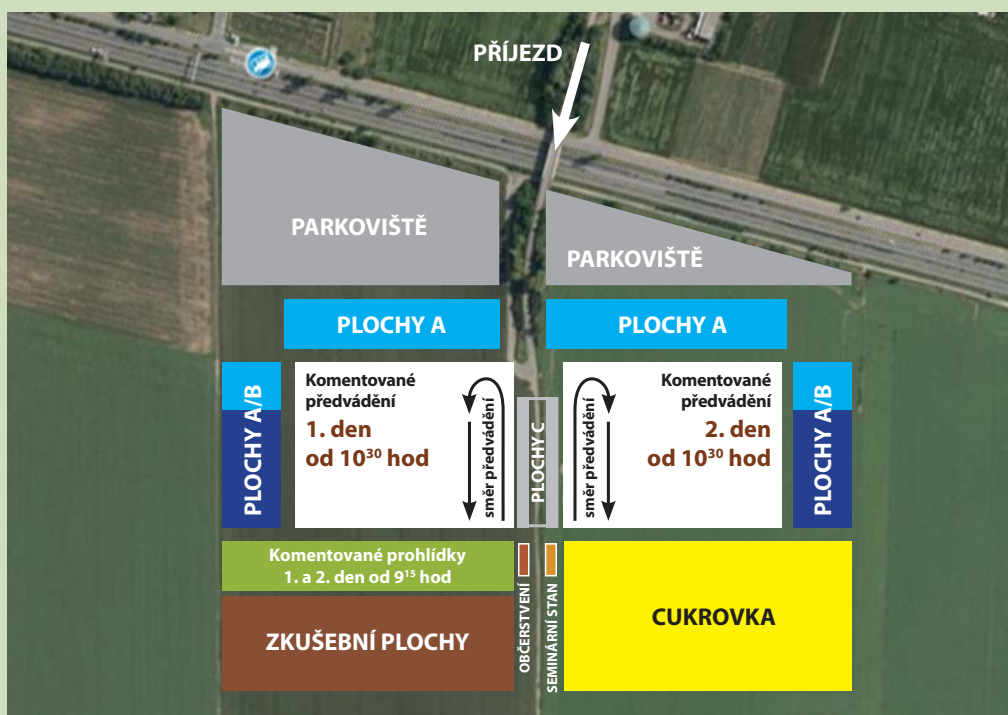 PŘÍJEZD
PARKOVIŠTĚ
PARKOVIŠTĚ
PLOCHY A
PLOCHY A
PLOCHY A/B
Komentované
předvádění
1. den
od 10³⁰ hod
směr předvádění
PLOCHY C
směr předvádění
Komentované
předvádění
2. den
od 10³⁰ hod
PLOCHY A/B
Komentované prohlídky
1. a 2. den od 9¹⁵ hod
ZKUŠEBNÍ PLOCHY
OBČERSTVENÍ
SEMINÁRNÍ STAN
CUKROVKA